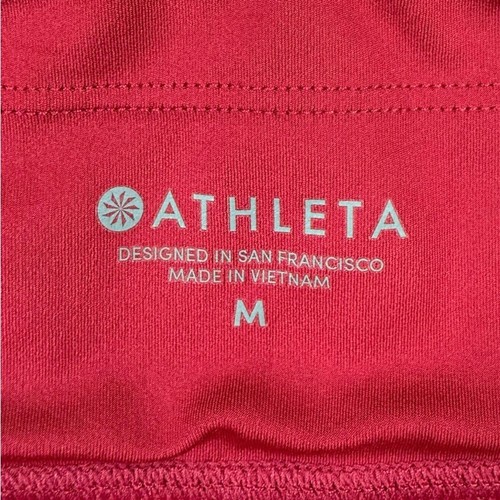 ATHLETA
DESIGNED IN SAN FRANCISCO
MADE IN VIETNAM
M